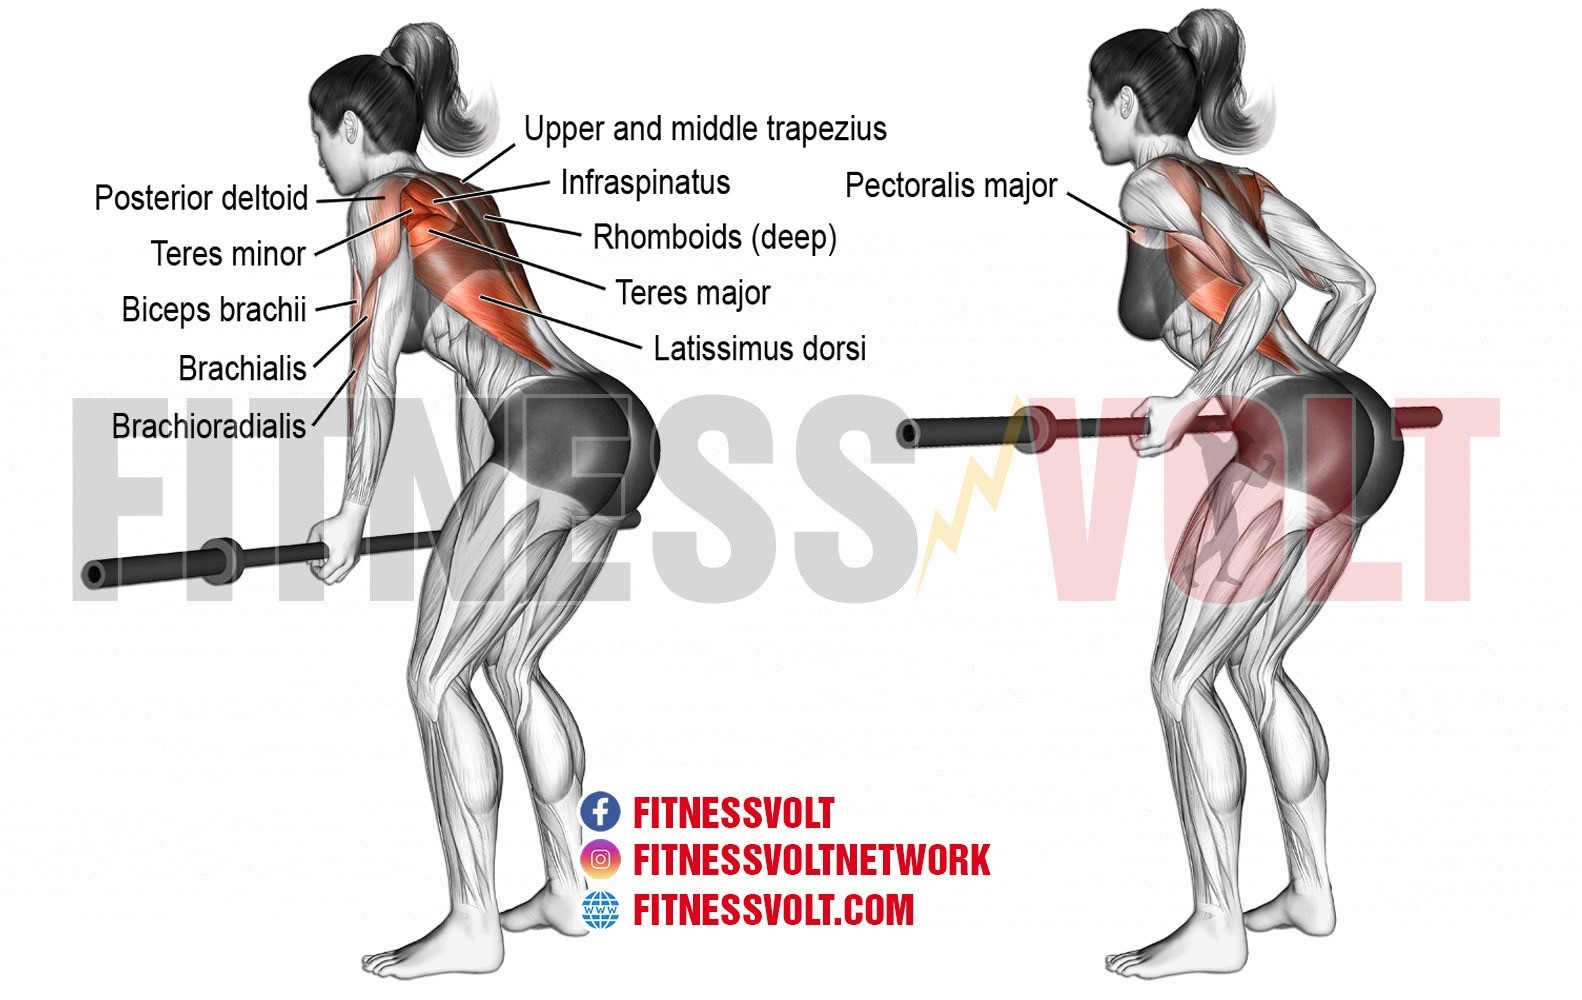 Upper and middle trapezius
Infraspinatus
Rhomboids (deep)
Teres major
Latissimus dorsi
Posterior deltoid
Teres minor
Biceps brachii
Brachialis
Brachioradialis
Pectoralis major
FITNESS VOLT
f FITNESSVOLT
FITNESSVOLTNETWORK
WWW FITNESSVOLT.COM